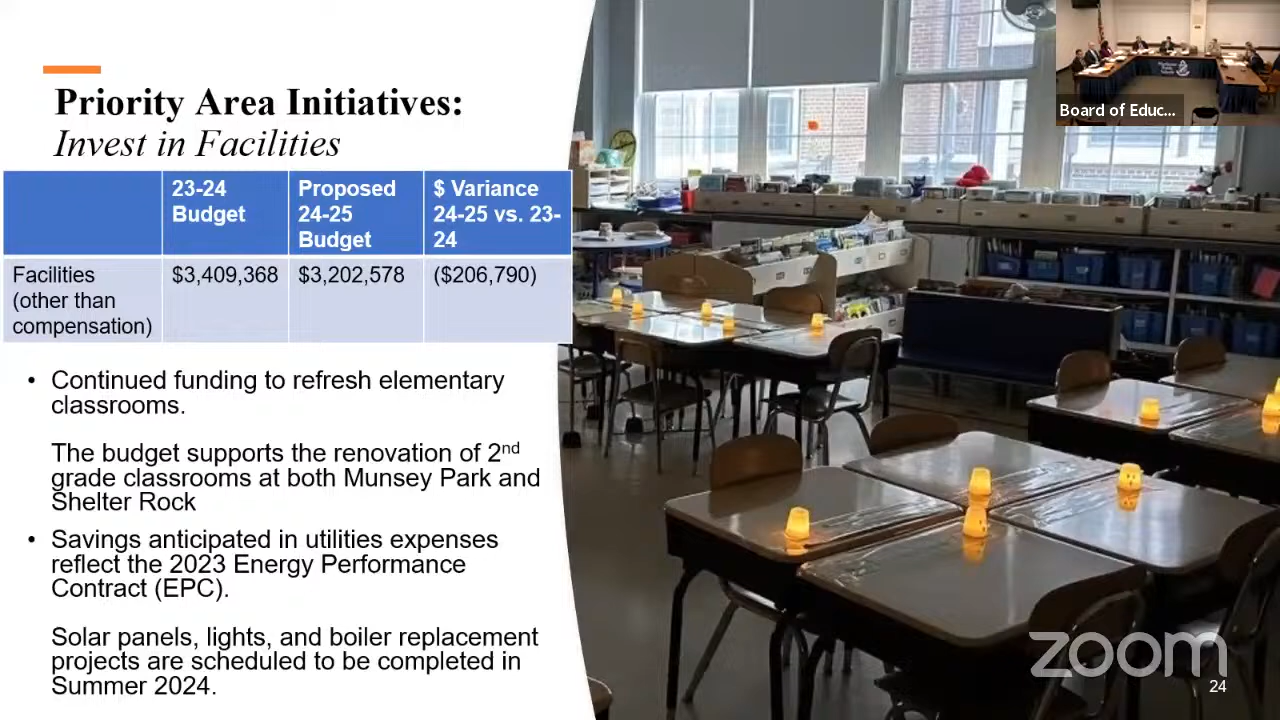 Priority Area Initiatives:
Invest in Facilities
23-24
Budget
Proposed
24-25
Budget
$ Variance
24-25 vs. 23-
24
Facilities
(other than
compensation)
$3,409,368
$3,202,578
($206,790)
• Continued funding to refresh elementary
classrooms.
The budget supports the renovation of 2nd
grade classrooms at both Munsey Park and
Shelter Rock
• Savings anticipated in utilities expenses
reflect the 2023 Energy Performance
Contract (EPC).
Solar panels, lights, and boiler replacement
projects are scheduled to be completed in
Summer 2024.
Board of Educ...
zoom
24